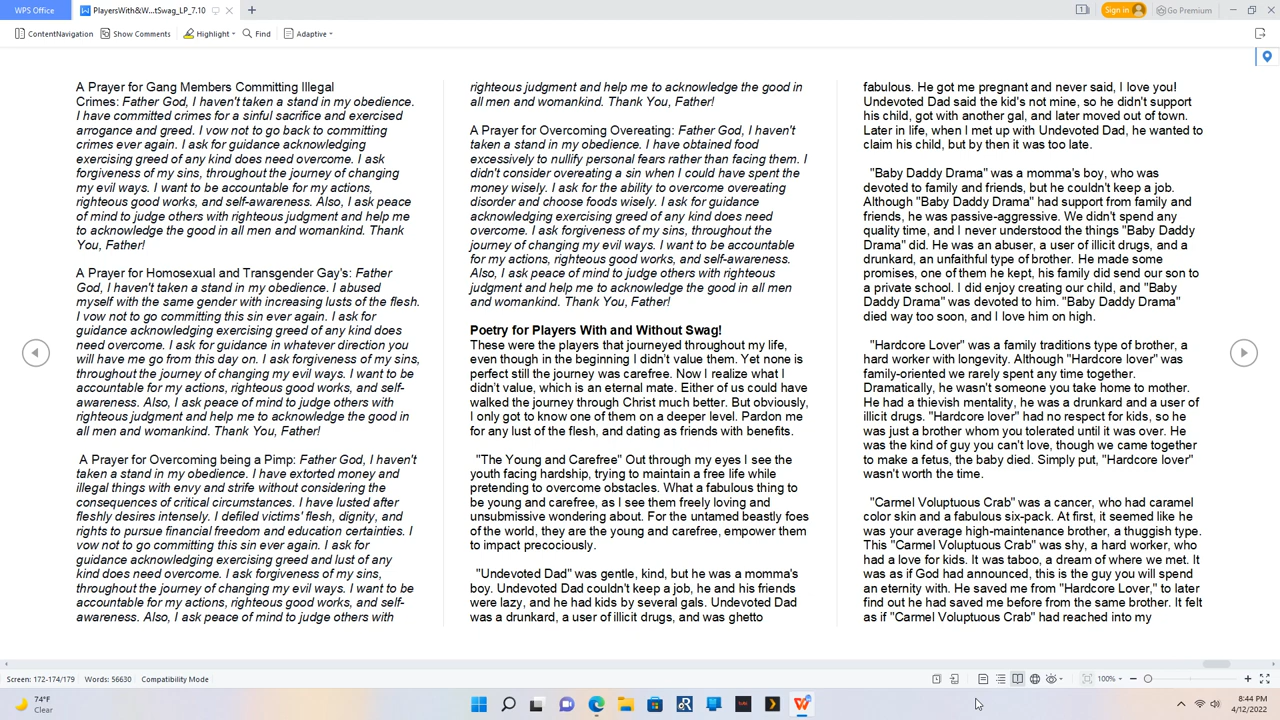 WPS Office
PlayersWith&W...tSwag_LP_7.10
Sign in
Go Premium
ContentNavigation
Show Comments
Highlight
Find
Adaptive
A Prayer for Gang Members Committing Illegal
Crimes: Father God, I haven't taken a stand in my obedience.
I have committed crimes for a sinful sacrifice and exercised
arrogance and greed. I vow not to go back to committing
crimes ever again. I ask for guidance acknowledging
exercising greed of any kind does need overcome. I ask
forgiveness of my sins, throughout the journey of changing
my evil ways. I want to be accountable for my actions,
righteous good works, and self-awareness. Also, I ask peace
of mind to judge others with righteous judgment and help me
to acknowledge the good in all men and womankind. Thank
You, Father!
A Prayer for Homosexual and Transgender Gay's: Father
God, I haven't taken a stand in my obedience. I abused
myself with the same gender with increasing lusts of the flesh.
I vow not to go committing this sin ever again. I ask for
guidance acknowledging exercising greed of any kind does
need overcome. I ask for guidance in whatever direction you
will have me go from this day on. I ask forgiveness of my sins,
throughout the journey of changing my evil ways. I want to be
accountable for my actions, righteous good works, and self-
awareness. Also, I ask peace of mind to judge others with
righteous judgment and help me to acknowledge the good in
all men and womankind. Thank You, Father!
A Prayer for Overcoming being a Pimp: Father God, I haven't
taken a stand in my obedience. I have extorted money and
illegal things with envy and strife without considering the
consequences of critical circumstances. I have lusted after
fleshly desires intensely. I defiled victims' flesh, dignity, and
rights to pursue financial freedom and education certainties. I
vow not to go committing this sin ever again. I ask for
guidance acknowledging exercising greed and lust of any
kind does need overcome. I ask forgiveness of my sins,
throughout the journey of changing my evil ways. I want to be
accountable for my actions, righteous good works, and self-
awareness. Also, I ask peace of mind to judge others with
righteous judgment and help me to acknowledge the good in
all men and womankind. Thank You, Father!
A Prayer for Overcoming Overeating: Father God, I haven't
taken a stand in my obedience. I have obtained food
excessively to nullify personal fears rather than facing them. I
didn't consider overeating a sin when I could have spent the
money wisely. I ask for the ability to overcome overeating
disorder and choose foods wisely. I ask for guidance
acknowledging exercising greed of any kind does need
overcome. I ask forgiveness of my sins, throughout the
journey of changing my evil ways. I want to be accountable
for my actions, righteous good works, and self-awareness.
Also, I ask peace of mind to judge others with righteous
judgment and help me to acknowledge the good in all men
and womankind. Thank You, Father!
Poetry for Players With and Without Swag!
These were the players that journeyed throughout my life,
even though in the beginning I didn't value them. Yet none is
perfect still the journey was carefree. Now I realize what I
didn't value, which is an eternal mate. Either of us could have
walked the journey through Christ much better. But obviously,
I only got to know one of them on a deeper level. Pardon me
for any lust of the flesh, and dating as friends with benefits.
"The Young and Carefree" Out through my eyes I see the
youth facing hardship, trying to maintain a free life while
pretending to overcome obstacles. What a fabulous thing to
be young and carefree, as I see them freely loving and
unsubmissive wondering about. For the untamed beastly foes
of the world, they are the young and carefree, empower them
to impact precociously.
"Undevoted Dad" was gentle, kind, but he was a momma's
boy. Undevoted Dad couldn't keep a job, he and his friends
were lazy, and he had kids by several gals. Undevoted Dad
was a drunkard, a user of illicit drugs, and was ghetto
fabulous. He got me pregnant and never said, I love you!
Undevoted Dad said the kid's not mine, so he didn't support
his child, got with another gal, and later moved out of town.
Later in life, when I met up with Undevoted Dad, he wanted to
claim his child, but by then it was too late.
"Baby Daddy Drama" was a momma's boy, who was
devoted to family and friends, but he couldn't keep a job.
Although "Baby Daddy Drama" had support from family and
friends, he was passive-aggressive. We didn't spend any
quality time, and I never understood the things "Baby Daddy
Drama" did. He was an abuser, a user of illicit drugs, and a
drunkard, an unfaithful type of brother. He made some
promises, one of them he kept, his family did send our son to
a private school. I did enjoy creating our child, and "Baby
Daddy Drama" was devoted to him. "Baby Daddy Drama"
died way too soon, and I love him on high.
"Hardcore Lover" was a family traditions type of brother, a
hard worker with longevity. Although "Hardcore lover" was
family-oriented we rarely spent any time together.
Dramatically, he wasn't someone you take home to mother.
He had a thievish mentality, he was a drunkard and a user of
illicit drugs. "Hardcore lover" had no respect for kids, so he
was just a brother whom you tolerated until it was over. He
was the kind of guy you can't love, though we came together
to make a fetus, the baby died. Simply put, "Hardcore lover"
wasn't worth the time.
"Carmel Voluptuous Crab" was a cancer, who had caramel
color skin and a fabulous six-pack. At first, it seemed like he
was your average high-maintenance brother, a thuggish type.
This "Carmel Voluptuous Crab" was shy, a hard worker, who
had a love for kids. It was taboo, a dream of where we met. It
was as if God had announced, this is the guy you will spend
an eternity with. He saved me from "Hardcore Lover," to later
find out he had saved me before from the same brother. It felt
as if "Carmel Voluptuous Crab" had reached into my
Screen: 172-174/179
Words: 56630
Compatibility Mode
100%
74°F
Clear
8:44 PM
4/12/2022